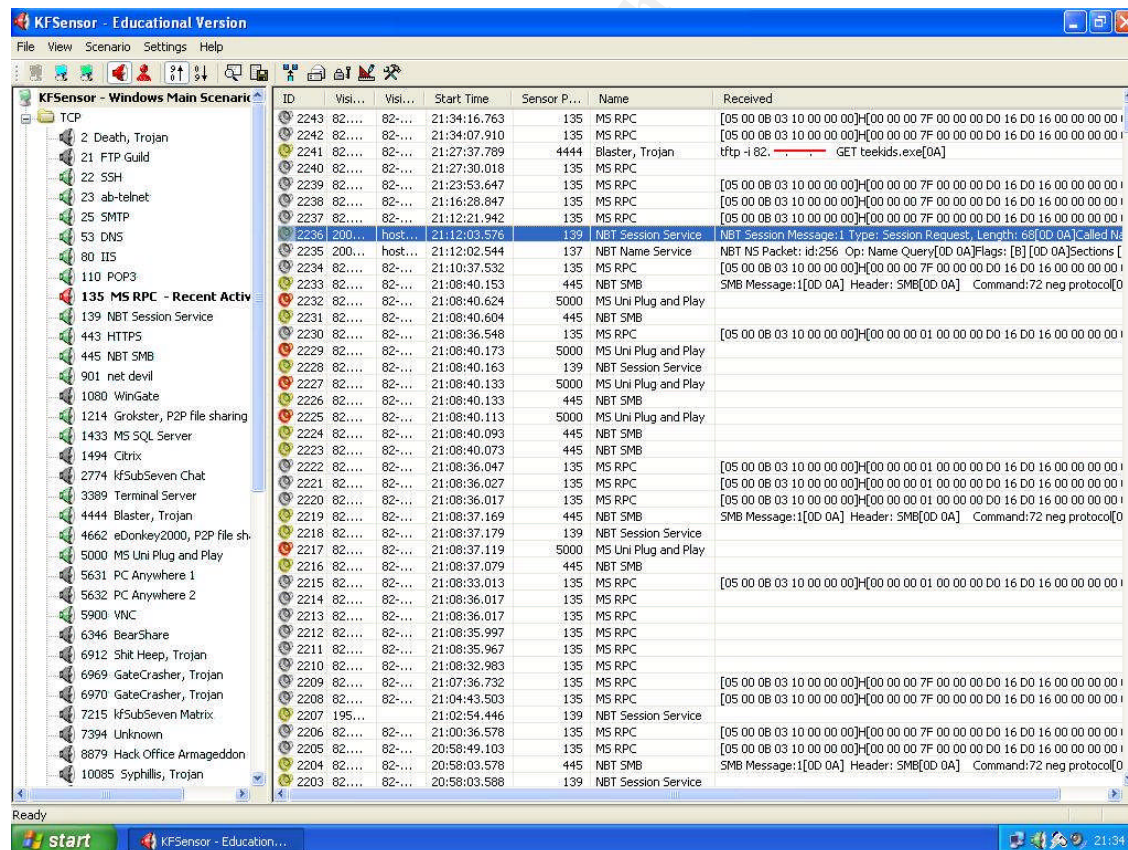 KFSensor - Educational Version
File View Scenario Settings Help
KFSensor - Windows Main Scenario
TCP
2 Death, Trojan
21 FTP Guild
22 SSH
23 ab-telnet
25 SMTP
53 DNS
80 IIS
110 POP3
135 MS RPC - Recent Activ
139 NBT Session Service
443 HTTPS
445 NBT SMB
901 net devil
1080 WinGate
1214 Grokster, P2P file sharing
1433 MS SQL Server
1494 Citrix
2774 kfSubSeven Chat
3389 Terminal Server
4444 Blaster, Trojan
4662 eDonkey2000, P2P file sh
5000 MS Uni Plug and Play
5631 PC Anywhere 1
5632 PC Anywhere 2
5900 VNC
6346 BearShare
6912 Shit Heep, Trojan
6969 GateCrasher, Trojan
6970 GateCrasher, Trojan
7215 kfSubSeven Matrix
7394 Unknown
8879 Hack Office Armageddon
10085 Syphillis, Trojan
ID Visi... Visi... Start Time Sensor P... Name Received
2243 82.... 82-... 21:34:16.763 135 MS RPC [05 00 0B 03 10 00 00 00]H[00 00 00 7F 00 00 00 D0 16 D0 16 00 00 00 00
2242 82.... 82-... 21:34:07.910 135 MS RPC [05 00 0B 03 10 00 00 00]H[00 00 00 7F 00 00 00 D0 16 D0 16 00 00 00 00
2241 82.... 82-... 21:27:37.789 4444 Blaster, Trojan tftp -i 82. . . GET teekids.exe[0A]
2240 82.... 82-... 21:27:30.018 135 MS RPC
2239 82.... 82-... 21:23:53.647 135 MS RPC [05 00 0B 03 10 00 00 00]H[00 00 00 7F 00 00 00 D0 16 D0 16 00 00 00 00
2238 82.... 82-... 21:16:28.847 135 MS RPC [05 00 0B 03 10 00 00 00]H[00 00 00 7F 00 00 00 D0 16 D0 16 00 00 00 00
2237 82.... 82-... 21:12:21.942 135 MS RPC [05 00 0B 03 10 00 00 00]H[00 00 00 7F 00 00 00 D0 16 D0 16 00 00 00 00
2236 200... host... 21:12:03.576 139 NBT Session Service NBT Session Message:1 Type: Session Request, Length: 68[0D 0A]Called Na
2235 200... host... 21:12:02.544 137 NBT Name Service NBT NS Packet: id:256 Op: Name Query[0D 0A]Flags: [B] [0D 0A]Sections [
2234 82.... 82-... 21:10:37.532 135 MS RPC [05 00 0B 03 10 00 00 00]H[00 00 00 7F 00 00 00 D0 16 D0 16 00 00 00 00
2233 82.... 82-... 21:08:40.153 445 NBT SMB SMB Message:1[0D 0A] Header: SMB[0D 0A] Command:72 neg protocol[0
2232 82.... 82-... 21:08:40.624 5000 MS Uni Plug and Play
2231 82.... 82-... 21:08:40.604 445 NBT SMB
2230 82.... 82-... 21:08:36.548 135 MS RPC [05 00 0B 03 10 00 00 00]H[00 00 00 01 00 00 00 D0 16 D0 16 00 00 00 00
2229 82.... 82-... 21:08:40.173 5000 MS Uni Plug and Play
2228 82.... 82-... 21:08:40.163 139 NBT Session Service
2227 82.... 82-... 21:08:40.133 5000 MS Uni Plug and Play
2226 82.... 82-... 21:08:40.133 445 NBT SMB
2225 82.... 82-... 21:08:40.113 5000 MS Uni Plug and Play
2224 82.... 82-... 21:08:40.093 445 NBT SMB
2223 82.... 82-... 21:08:40.073 445 NBT SMB
2222 82.... 82-... 21:08:36.047 135 MS RPC [05 00 0B 03 10 00 00 00]H[00 00 00 01 00 00 00 D0 16 D0 16 00 00 00 00
2221 82.... 82-... 21:08:36.027 135 MS RPC [05 00 0B 03 10 00 00 00]H[00 00 00 01 00 00 00 D0 16 D0 16 00 00 00 00
2220 82.... 82-... 21:08:36.017 135 MS RPC [05 00 0B 03 10 00 00 00]H[00 00 00 01 00 00 00 D0 16 D0 16 00 00 00 00
2219 82.... 82-... 21:08:37.169 445 NBT SMB SMB Message:1[0D 0A] Header: SMB[0D 0A] Command:72 neg protocol[0
2218 82.... 82-... 21:08:37.179 139 NBT Session Service
2217 82.... 82-... 21:08:37.119 5000 MS Uni Plug and Play
2216 82.... 82-... 21:08:37.079 445 NBT SMB
2215 82.... 82-... 21:08:33.013 135 MS RPC [05 00 0B 03 10 00 00 00]H[00 00 00 01 00 00 00 D0 16 D0 16 00 00 00 00
2214 82.... 82-... 21:08:36.017 135 MS RPC
2213 82.... 82-... 21:08:36.017 135 MS RPC
2212 82.... 82-... 21:08:35.997 135 MS RPC
2211 82.... 82-... 21:08:35.967 135 MS RPC
2210 82.... 82-... 21:08:32.983 135 MS RPC
2209 82.... 82-... 21:07:36.732 135 MS RPC [05 00 0B 03 10 00 00 00]H[00 00 00 7F 00 00 00 D0 16 D0 16 00 00 00 00
2208 82.... 82-... 21:04:43.503 135 MS RPC [05 00 0B 03 10 00 00 00]H[00 00 00 7F 00 00 00 D0 16 D0 16 00 00 00 00
2207 195... 21:02:54.446 139 NBT Session Service
2206 82.... 82-... 21:00:36.578 135 MS RPC [05 00 0B 03 10 00 00 00]H[00 00 00 7F 00 00 00 D0 16 D0 16 00 00 00 00
2205 82.... 82-... 20:58:49.103 135 MS RPC [05 00 0B 03 10 00 00 00]H[00 00 00 7F 00 00 00 D0 16 D0 16 00 00 00 00
2204 82.... 82-... 20:58:03.578 445 NBT SMB SMB Message:1[0D 0A] Header: SMB[0D 0A] Command:72 neg protocol[0
2203 82.... 82-... 20:58:03.588 139 NBT Session Service
Ready
start KFSensor - Education... 21:34